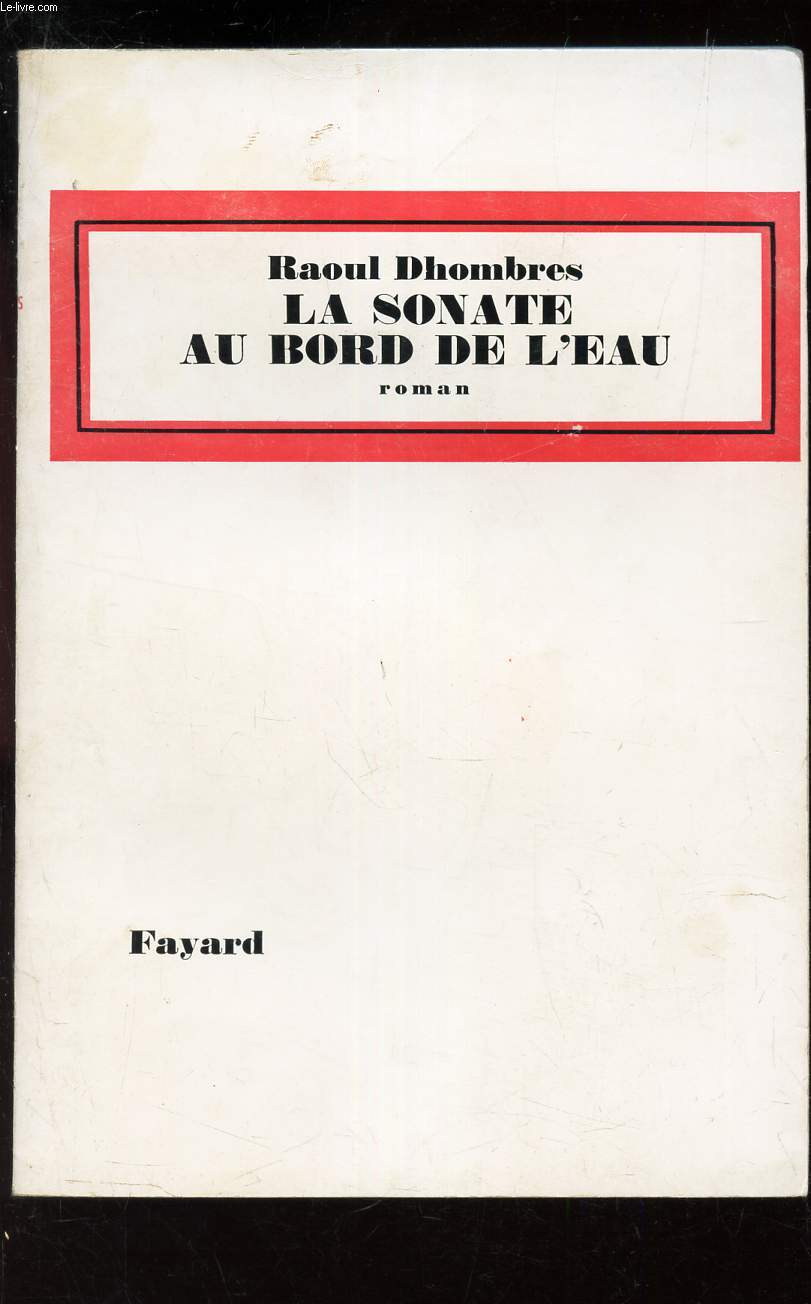 Le-livre.com
Raoul Dhombres
LA SONATE
AU BORD DE L'EAU
roman
Fayard